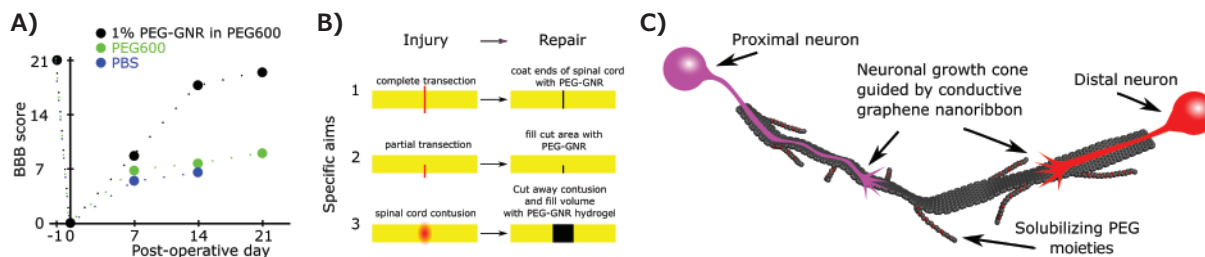 A)
1% PEG-GNR in PEG600
PEG600
PBS
21
14
7
0
BBB score
-1 0 7 14 21
Post-operative day
B)
Injury
Repair
Specific aims
1
complete transection
coat ends of spinal cord
with PEG-GNR
2
partial transection
fill cut area with
PEG-GNR
3
spinal cord contusion
Cut away contusion
and fill volume
with PEG-GNR hydrogel
C)
Proximal neuron
Neuronal growth cone
guided by conductive
graphene nanoribbon
Distal neuron
Solubilizing PEG
moieties